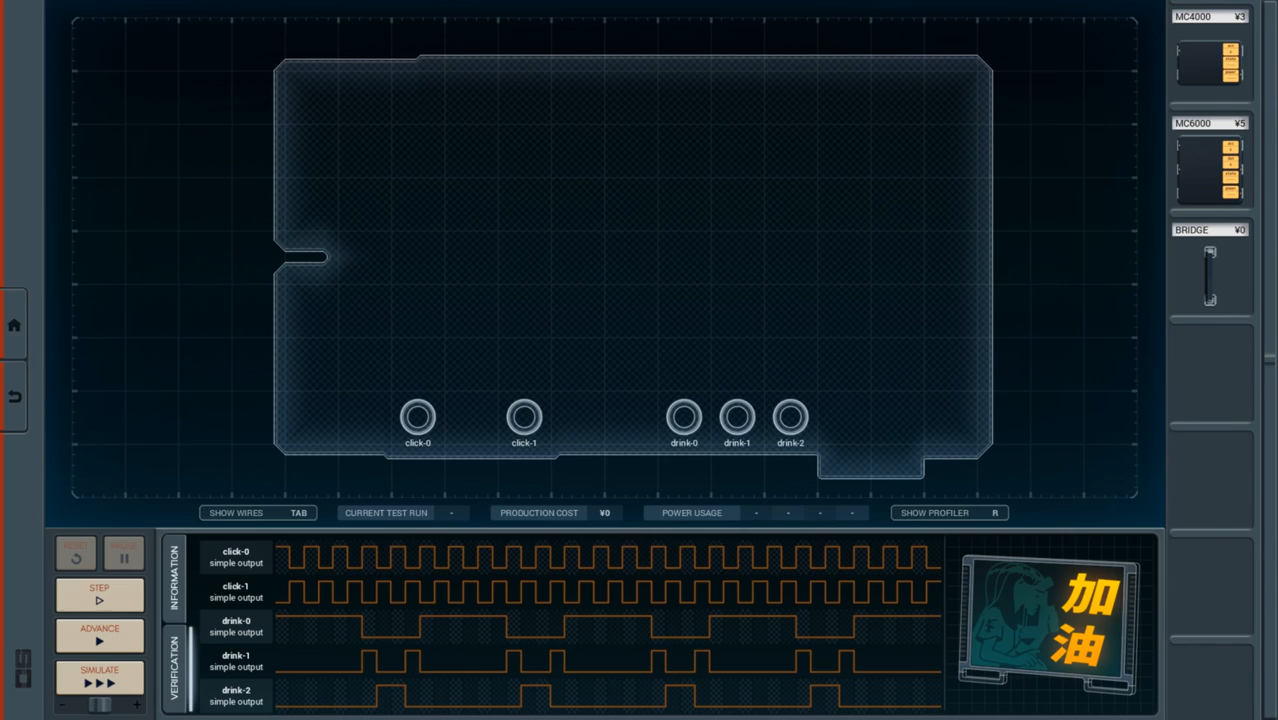 MC4000 ¥3
MC6000 ¥5
BRIDGE ¥0
click-0
click-1
drink-0
drink-1
drink-2
SHOW WIRES TAB
CURRENT TEST RUN -
PRODUCTION COST ¥0
POWER USAGE - - - -
SHOW PROFILER R
RESET
PAUSE
STEP
ADVANCE
SIMULATE
- +
INFORMATION
VERIFICATION
click-0
simple output
click-1
simple output
drink-0
simple output
drink-1
simple output
drink-2
simple output
加
油